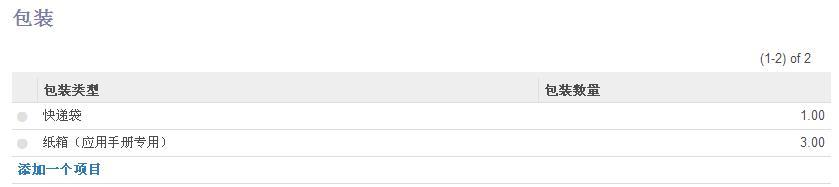 包装
(1-2) of 2
包装类型 包装数量
快递袋 1.00
纸箱（应用手册专用） 3.00
添加一个项目